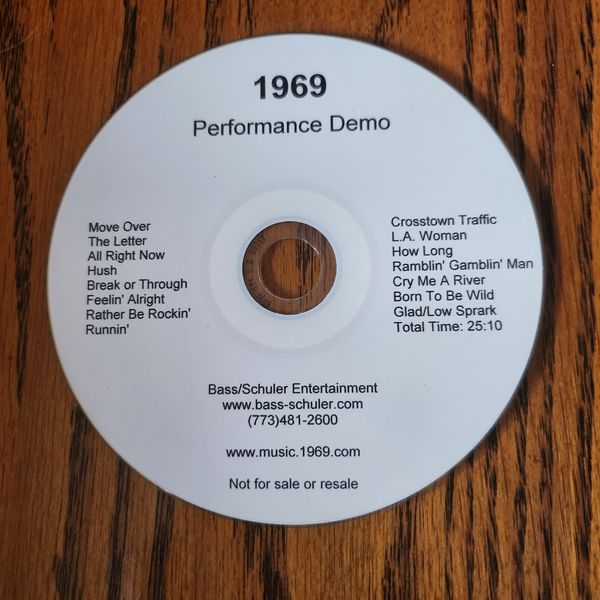 1969
Performance Demo
Move Over
The Letter
All Right Now
Hush
Break or Through
Feelin' Alright
Rather Be Rockin'
Runnin'
Crosstown Traffic
L.A. Woman
How Long
Ramblin' Gamblin' Man
Cry Me A River
Born To Be Wild
Glad/Low Sprark
Total Time: 25:10
Bass/Schuler Entertainment
www.bass-schuler.com
(773)481-2600
www.music.1969.com
Not for sale or resale